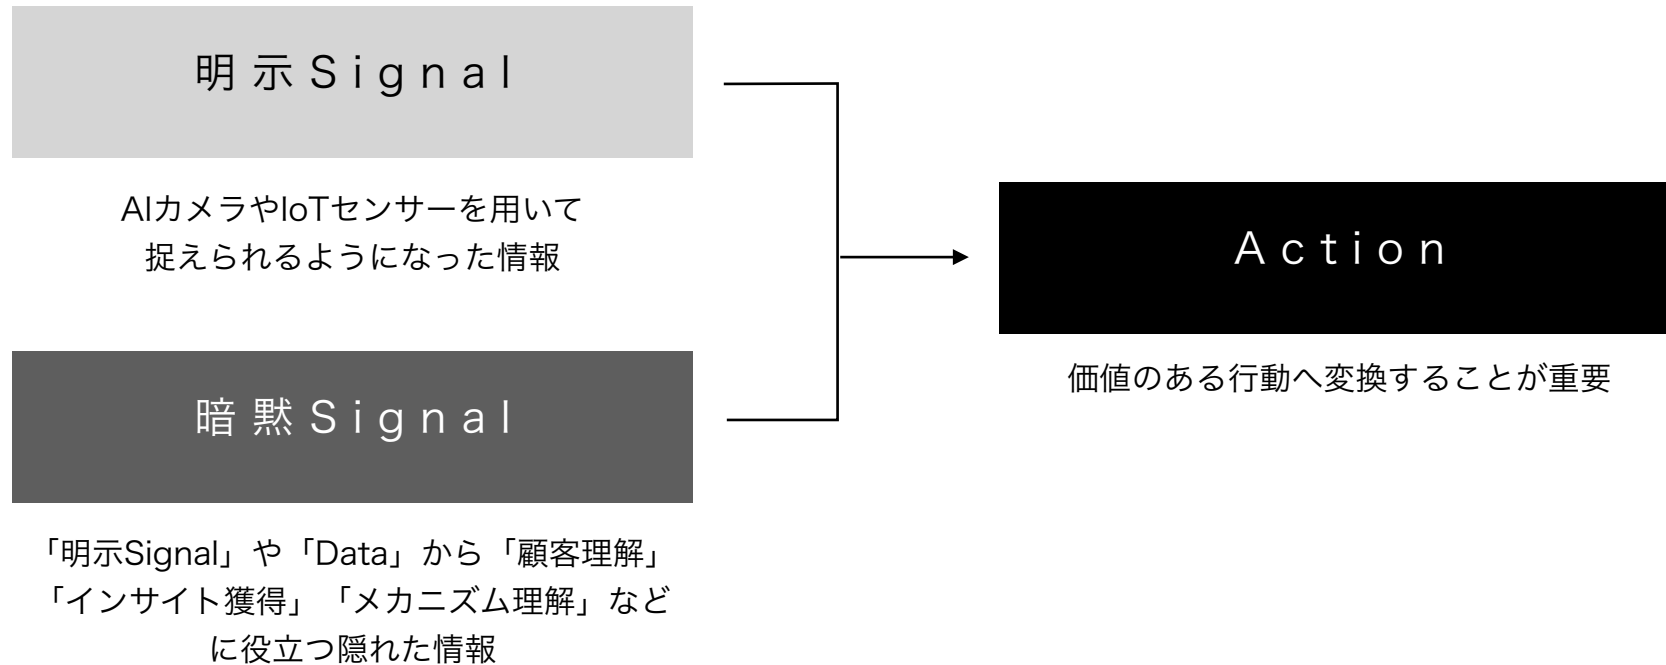 明示Signal
AIカメラやIoTセンサーを用いて
捉えられるようになった情報
暗黙Signal
「明示Signal」や「Data」から「顧客理解」
「インサイト獲得」「メカニズム理解」など
に役立つ隠れた情報
Action
価値のある行動へ変換することが重要